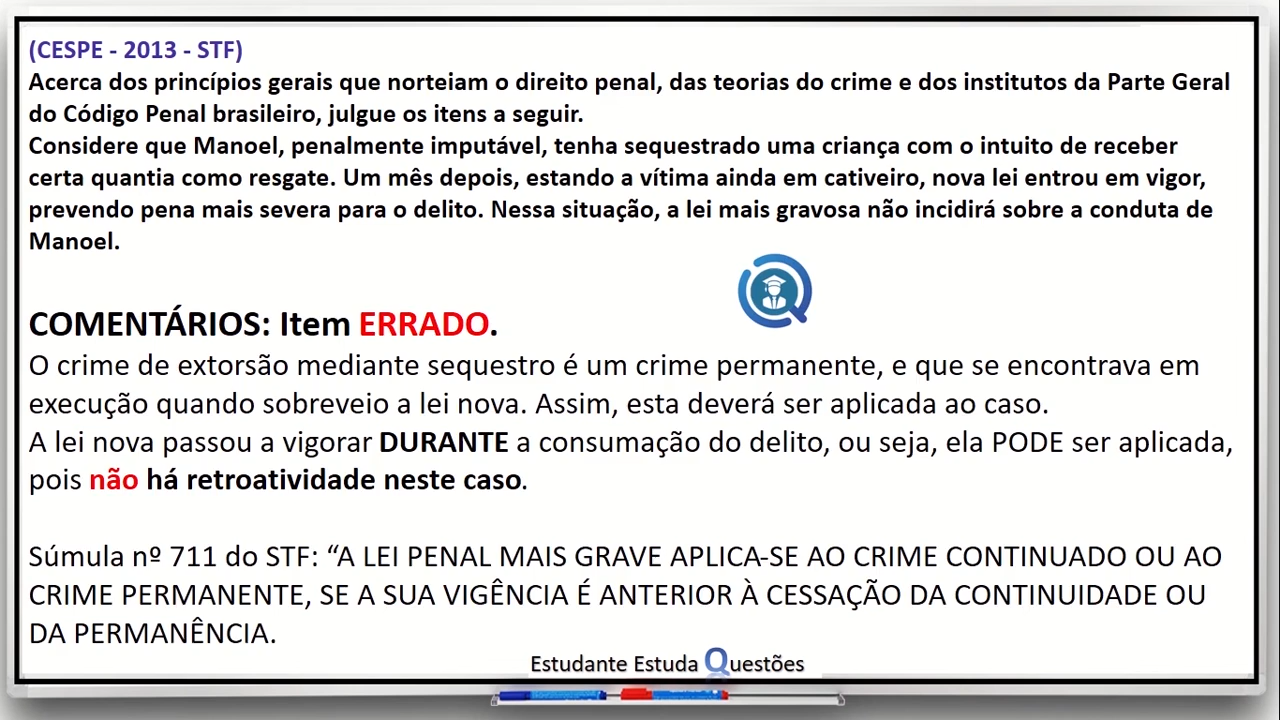 (CESPE - 2013 - STF)
Acerca dos princípios gerais que norteiam o direito penal, das teorias do crime e dos institutos da Parte Geral
do Código Penal brasileiro, julgue os itens a seguir.
Considere que Manoel, penalmente imputável, tenha sequestrado uma criança com o intuito de receber
certa quantia como resgate. Um mês depois, estando a vítima ainda em cativeiro, nova lei entrou em vigor,
prevendo pena mais severa para o delito. Nessa situação, a lei mais gravosa não incidirá sobre a conduta de
Manoel.
COMENTÁRIOS: Item ERRADO.
O crime de extorsão mediante sequestro é um crime permanente, e que se encontrava em
execução quando sobreveio a lei nova. Assim, esta deverá ser aplicada ao caso.
A lei nova passou a vigorar DURANTE a consumação do delito, ou seja, ela PODE ser aplicada,
pois não há retroatividade neste caso.
Súmula nº 711 do STF: “A LEI PENAL MAIS GRAVE APLICA-SE AO CRIME CONTINUADO OU AO
CRIME PERMANENTE, SE A SUA VIGÊNCIA É ANTERIOR À CESSAÇÃO DA CONTINUIDADE OU
DA PERMANÊNCIA.
Estudante Estuda Questões